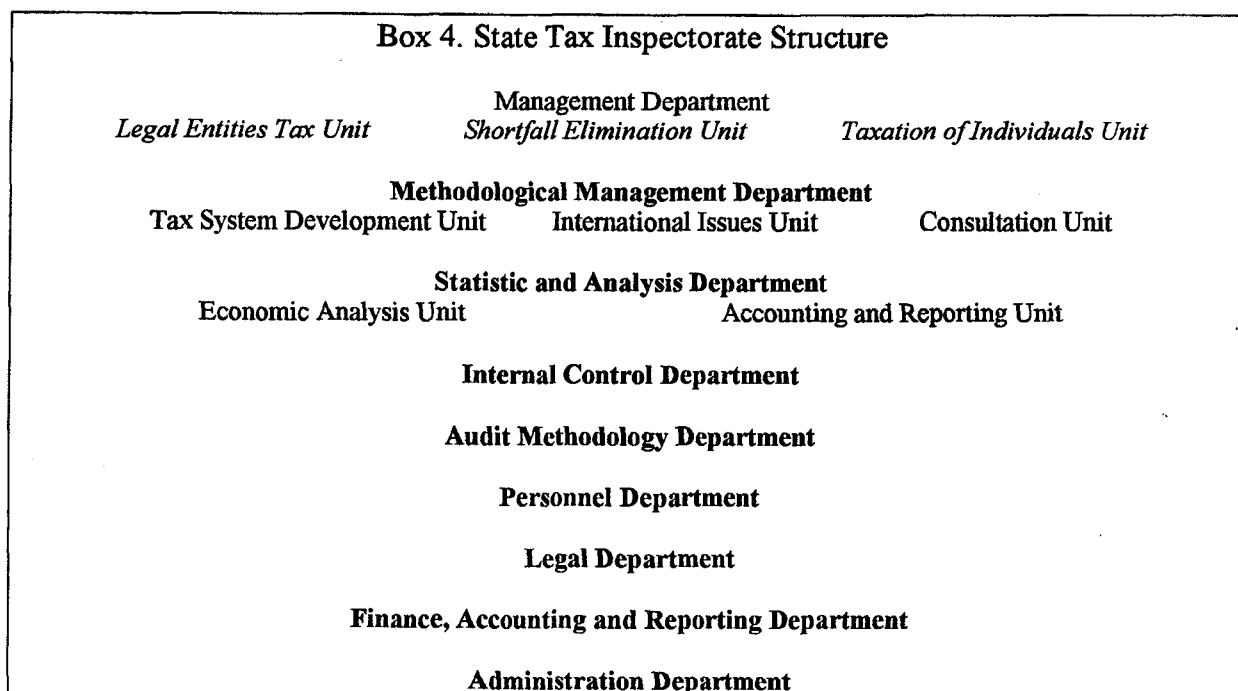 Box 4. State Tax Inspectorate Structure
Management Department
Legal Entities Tax Unit Shortfall Elimination Unit Taxation of Individuals Unit
Methodological Management Department
Tax System Development Unit International Issues Unit Consultation Unit
Statistic and Analysis Department
Economic Analysis Unit Accounting and Reporting Unit
Internal Control Department
Audit Methodology Department
Personnel Department
Legal Department
Finance, Accounting and Reporting Department
Administration Department